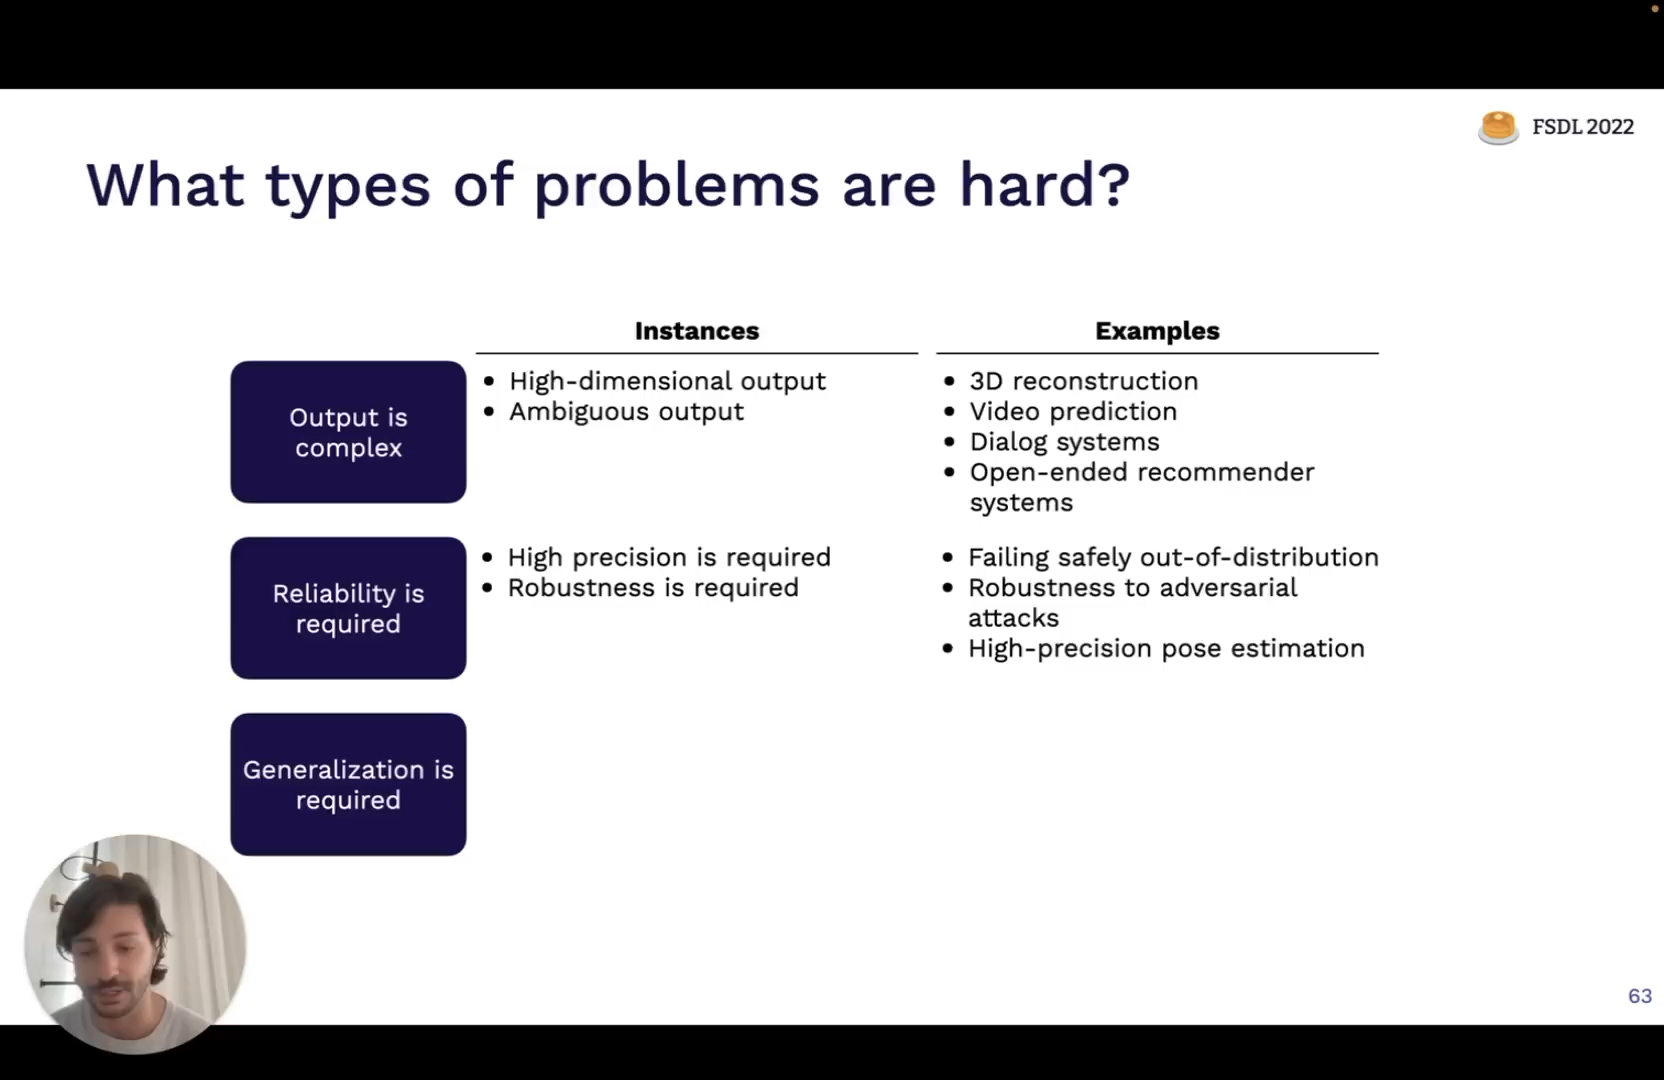 FSDL 2022
What types of problems are hard?
Instances
Examples
Output is
complex
• High-dimensional output
• Ambiguous output
• 3D reconstruction
• Video prediction
• Dialog systems
• Open-ended recommender
systems
Reliability is
required
• High precision is required
• Robustness is required
• Failing safely out-of-distribution
• Robustness to adversarial
attacks
• High-precision pose estimation
Generalization is
required
63